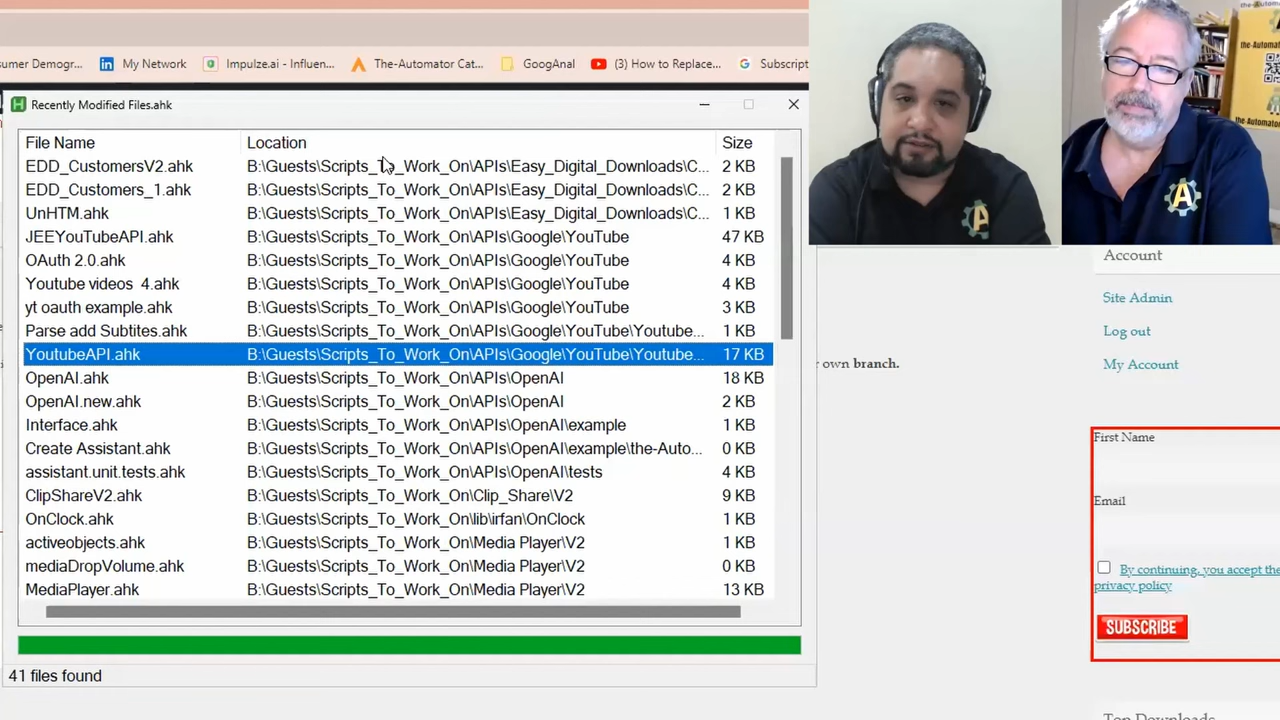 the-Automator
sumer Demogr... My Network Impulze.ai - Influen... The-Automator Cat... GoogAnal (3) How to Replace... Subscript
the-Automator
Recently Modified Files.ahk
File Name Location Size
EDD_CustomersV2.ahk B:\Guests\Scripts_To_Work_On\APIs\Easy_Digital_Downloads\C... 2 KB
EDD_Customers_1.ahk B:\Guests\Scripts_To_Work_On\APIs\Easy_Digital_Downloads\C... 2 KB
UnHTM.ahk B:\Guests\Scripts_To_Work_On\APIs\Easy_Digital_Downloads\C... 1 KB
JEEYouTubeAPI.ahk B:\Guests\Scripts_To_Work_On\APIs\Google\YouTube 47 KB
OAuth 2.0.ahk B:\Guests\Scripts_To_Work_On\APIs\Google\YouTube 4 KB
Youtube videos 4.ahk B:\Guests\Scripts_To_Work_On\APIs\Google\YouTube 4 KB
yt oauth example.ahk B:\Guests\Scripts_To_Work_On\APIs\Google\YouTube 3 KB
Parse add Subtites.ahk B:\Guests\Scripts_To_Work_On\APIs\Google\YouTube\Youtube... 1 KB
YoutubeAPI.ahk B:\Guests\Scripts_To_Work_On\APIs\Google\YouTube\Youtube... 17 KB
OpenAI.ahk B:\Guests\Scripts_To_Work_On\APIs\OpenAI 18 KB
OpenAI.new.ahk B:\Guests\Scripts_To_Work_On\APIs\OpenAI 2 KB
Interface.ahk B:\Guests\Scripts_To_Work_On\APIs\OpenAI\example 1 KB
Create Assistant.ahk B:\Guests\Scripts_To_Work_On\APIs\OpenAI\example\the-Auto... 0 KB
assistant.unit.tests.ahk B:\Guests\Scripts_To_Work_On\APIs\OpenAI\tests 4 KB
ClipShareV2.ahk B:\Guests\Scripts_To_Work_On\Clip_Share\V2 9 KB
OnClock.ahk B:\Guests\Scripts_To_Work_On\lib\irfan\OnClock 1 KB
activeobjects.ahk B:\Guests\Scripts_To_Work_On\Media Player\V2 1 KB
mediaDropVolume.ahk B:\Guests\Scripts_To_Work_On\Media Player\V2 0 KB
MediaPlayer.ahk B:\Guests\Scripts_To_Work_On\Media Player\V2 13 KB
41 files found
own branch.
Account
Site Admin
Log out
My Account
First Name
Email
By continuing, you accept the
privacy policy
SUBSCRIBE
Top Downloads